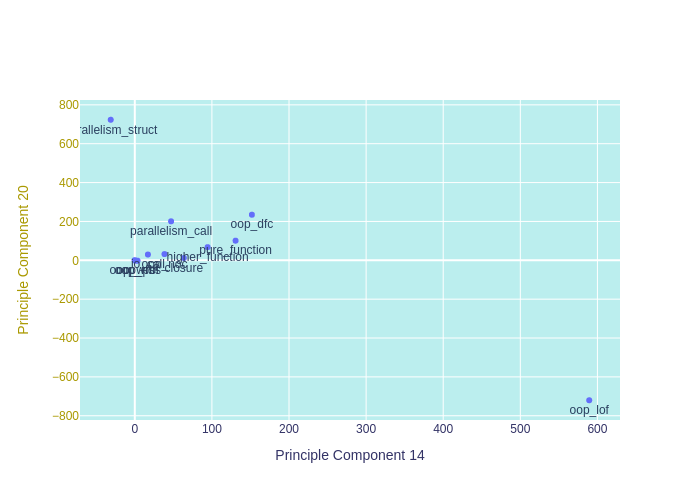 800
rallelism_struct
600
400
oop_dfc
200
parallelism_call
pure_function
higher_function
0
closure
−200
−400
−600
oop_lof
−800
0
100
200
300
400
500
600
Principle Component 14
Principle Component 20